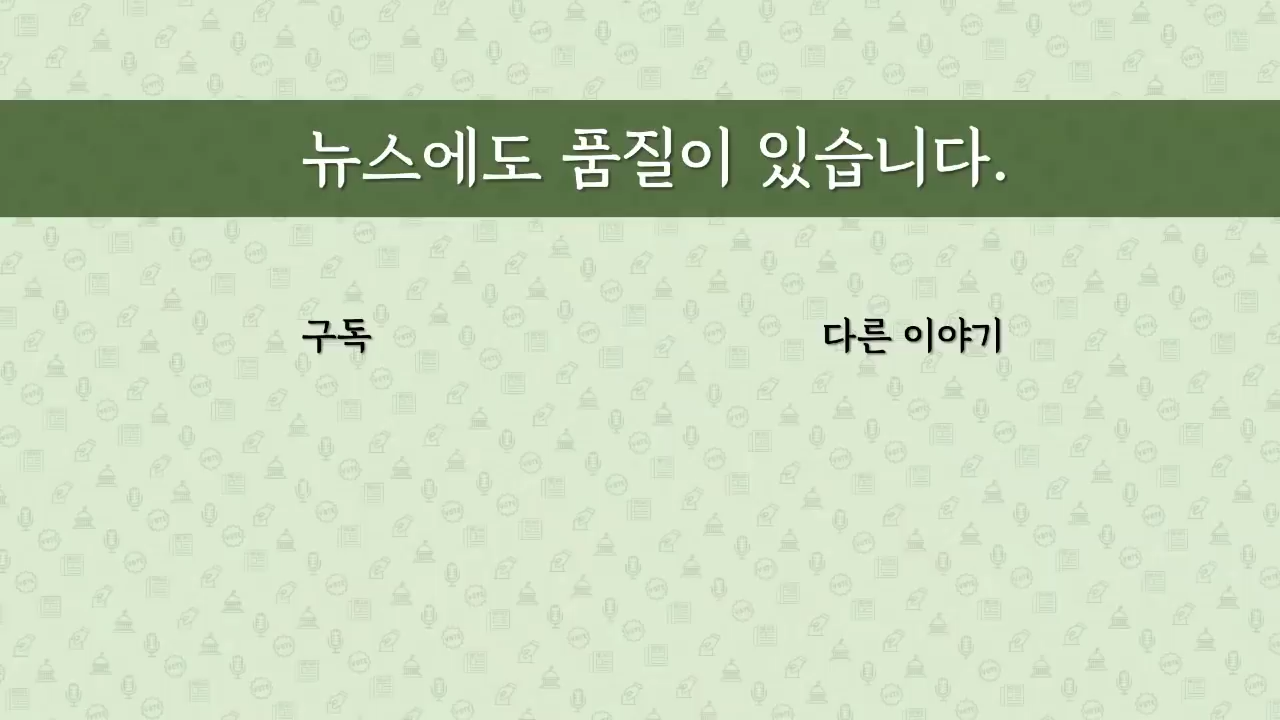 뉴스에도 품질이 있습니다.
구독
다른 이야기